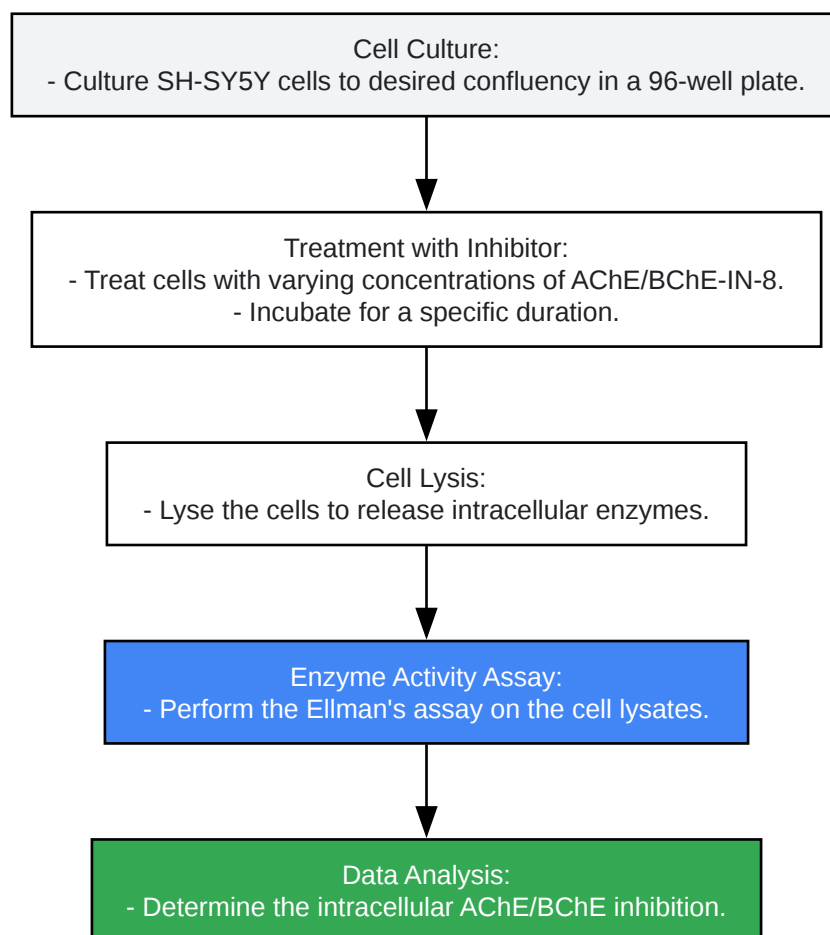 Cell Culture:
- Culture SH-SY5Y cells to desired confluency in a 96-well plate.
Treatment with Inhibitor:
- Treat cells with varying concentrations of AChE/BChE-IN-8.
- Incubate for a specific duration.
Cell Lysis:
- Lyse the cells to release intracellular enzymes.
Enzyme Activity Assay:
- Perform the Ellman's assay on the cell lysates.
Data Analysis:
- Determine the intracellular AChE/BChE inhibition.